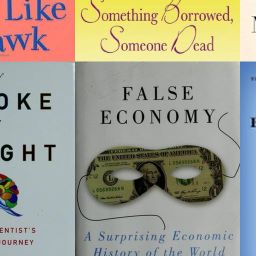 Like
awk
Something Borrowed,
Someone Dead
OKE
GHT
ENTIST'S
JOURNEY
FALSE
ECONOMY
THE UNITED STATES OF AMERICA
A Surprising Economic
History of the World